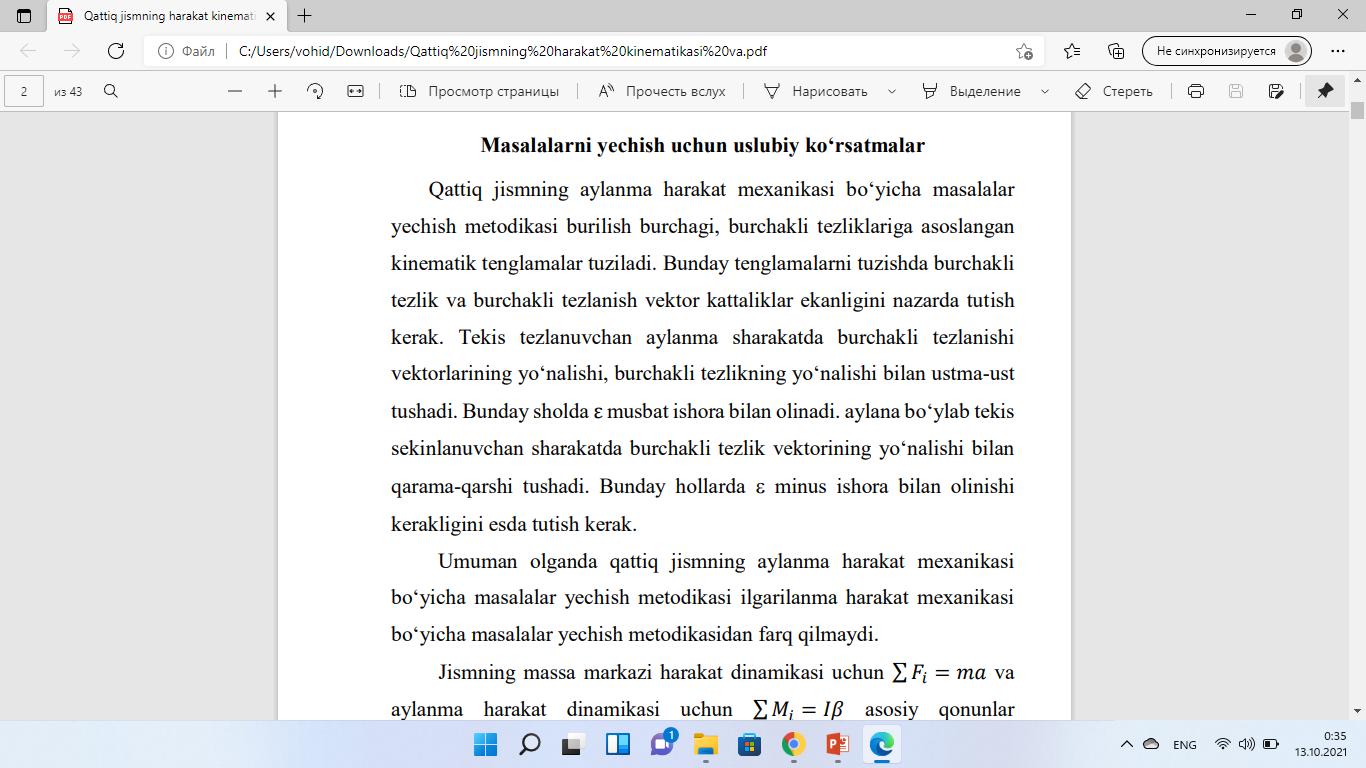 Qattiq jismning harakat kinemati
Файл
C:/Users/vohid/Downloads/Qattiq%20jismning%20harakat%20kinematikasi%20va.pdf
Не синхронизируется
2 из 43
Просмотр страницы
Прочесть вслух
Нарисовать
Выделение
Стереть
Masalalarni yechish uchun uslubiy ko‘rsatmalar
Qattiq jismning aylanma harakat mexanikasi bo‘yicha masalalar
yechish metodikasi burilish burchagi, burchakli tezliklariga asoslangan
kinematik tenglamalar tuziladi. Bunday tenglamalarni tuzishda burchakli
tezlik va burchakli tezlanish vektor kattaliklar ekanligini nazarda tutish
kerak. Tekis tezlanuvchan aylanma sharakatda burchakli tezlanishi
vektorlarining yo‘nalishi, burchakli tezlikning yo‘nalishi bilan ustma-ust
tushadi. Bunday sholda ε musbat ishora bilan olinadi. aylana bo‘ylab tekis
sekinlanuvchan sharakatda burchakli tezlik vektorining yo‘nalishi bilan
qarama-qarshi tushadi. Bunday hollarda ε minus ishora bilan olinishi
kerakligini esda tutish kerak.
Umuman olganda qattiq jismning aylanma harakat mexanikasi
bo‘yicha masalalar yechish metodikasi ilgarilanma harakat mexanikasi
bo‘yicha masalalar yechish metodikasidan farq qilmaydi.
Jismning massa markazi harakat dinamikasi uchun ∑ Fᵢ = ma va
aylanma harakat dinamikasi uchun ∑ Mᵢ = Iβ asosiy qonunlar
1
ENG
0:35
13.10.2021